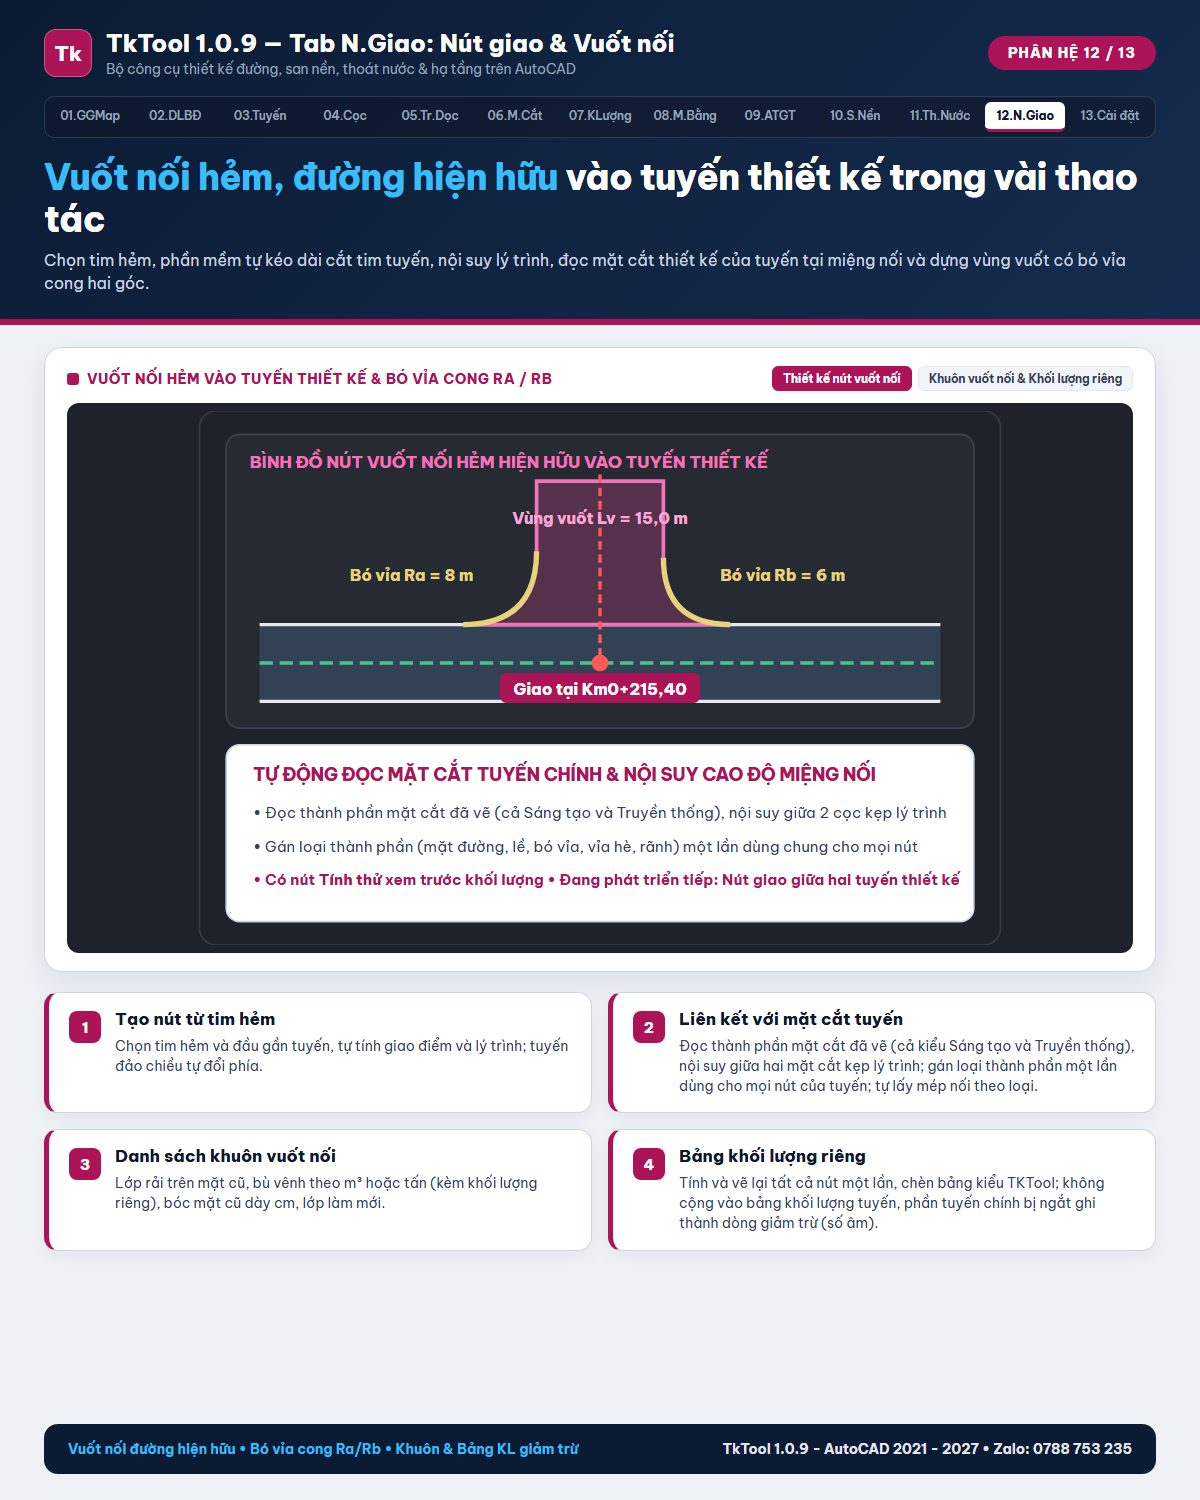 Tk
TkTool 1.0.9 — Tab N.Giao: Nút giao & Vuốt nối
Bộ công cụ thiết kế đường, san nền, thoát nước & hạ tầng trên AutoCAD
PHÂN HỆ 12 / 13
01.GGMap 02.DLBĐ 03.Tuyến 04.Cọc 05.Tr.Dọc 06.M.Cắt 07.KLượng 08.M.Bằng 09.ATGT 10.S.Nền 11.Th.Nước 12.N.Giao 13.Cài đặt
Vuốt nối hẻm, đường hiện hữu vào tuyến thiết kế trong vài thao
tác
Chọn tim hẻm, phần mềm tự kéo dài cắt tim tuyến, nội suy lý trình, đọc mặt cắt thiết kế của tuyến tại miệng nối và dựng vùng vuốt có bó vỉa
cong hai góc.
VUỐT NỐI HẺM VÀO TUYẾN THIẾT KẾ & BÓ VỈA CONG RA / RB
Thiết kế nút vuốt nối
Khuôn vuốt nối & Khối lượng riêng
BÌNH ĐỒ NÚT VUỐT NỐI HẺM HIỆN HỮU VÀO TUYẾN THIẾT KẾ
Vùng vuốt Lv = 15,0 m
Bó vỉa Ra = 8 m
Bó vỉa Rb = 6 m
Giao tại Km0+215,40
TỰ ĐỘNG ĐỌC MẶT CẮT TUYẾN CHÍNH & NỘI SUY CAO ĐỘ MIỆNG NỐI
• Đọc thành phần mặt cắt đã vẽ (cả Sáng tạo và Truyền thống), nội suy giữa 2 cọc kẹp lý trình
• Gán loại thành phần (mặt đường, lề, bó vỉa, vỉa hè, rãnh) một lần dùng chung cho mọi nút
• Có nút Tính thử xem trước khối lượng • Đang phát triển tiếp: Nút giao giữa hai tuyến thiết kế
1
Tạo nút từ tim hẻm
Chọn tim hẻm và đầu gần tuyến, tự tính giao điểm và lý trình; tuyến
đảo chiều tự đổi phía.
2
Liên kết với mặt cắt tuyến
Đọc thành phần mặt cắt đã vẽ (cả kiểu Sáng tạo và Truyền thống),
nội suy giữa hai mặt cắt kẹp lý trình; gán loại thành phần một lần
dùng cho mọi nút của tuyến; tự lấy mép nối theo loại.
3
Danh sách khuôn vuốt nối
Lớp rải trên mặt cũ, bù vênh theo m³ hoặc tấn (kèm khối lượng
riêng), bóc mặt cũ dày cm, lớp làm mới.
4
Bảng khối lượng riêng
Tính và vẽ lại tất cả nút một lần, chèn bảng kiểu TKTool; không
cộng vào bảng khối lượng tuyến, phần tuyến chính bị ngắt ghi
thành dòng giảm trừ (số âm).
Vuốt nối đường hiện hữu • Bó vỉa cong Ra/Rb • Khuôn & Bảng KL giảm trừ
TkTool 1.0.9 - AutoCAD 2021 - 2027 • Zalo: 0788 753 235